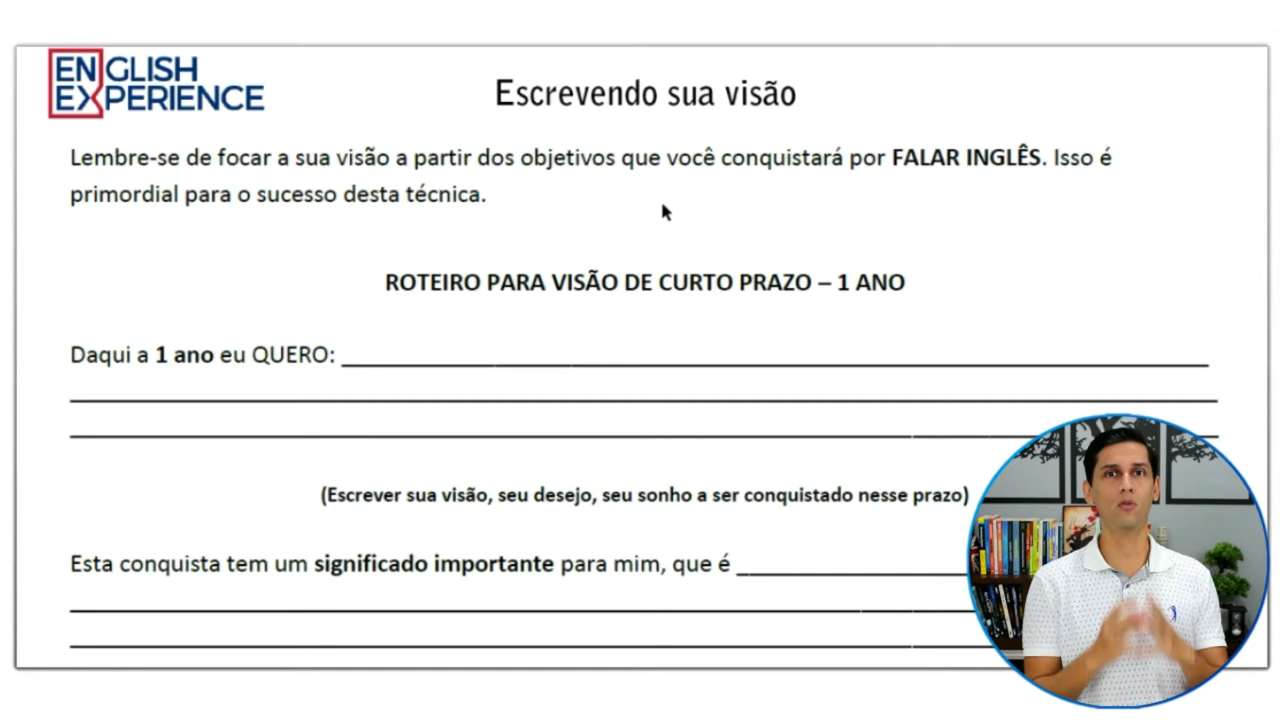 ENGLISH
EXPERIENCE
Escrevendo sua visão
Lembre-se de focar a sua visão a partir dos objetivos que você conquistará por FALAR INGLÊS. Isso é
primordial para o sucesso desta técnica.
ROTEIRO PARA VISÃO DE CURTO PRAZO – 1 ANO
Daqui a 1 ano eu QUERO:
(Escrever sua visão, seu desejo, seu sonho a ser conquistado nesse prazo)
Esta conquista tem um significado importante para mim, que é